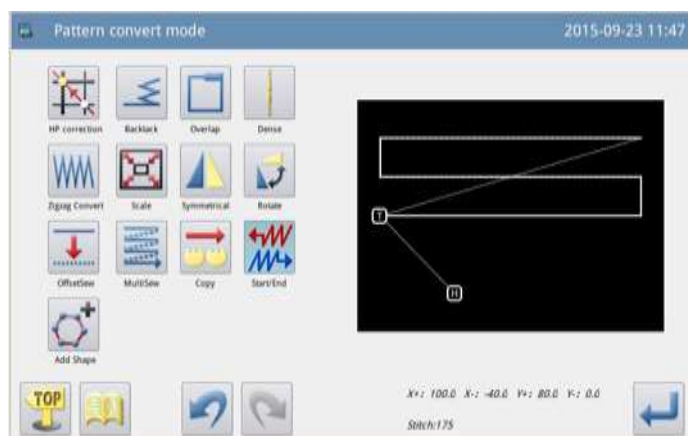 Pattern convert mode 2015-09-23 11:47
HP correction Backtack Overlap Dense
Zigzag Convert Scale Symmetrical Rotate
OffsetSew MultiSew Copy Start/End
T
H
Add Shape
TOP
X+: 100.0 X-: -40.0 Y+: 80.0 Y-: 0.0
Stitch:175